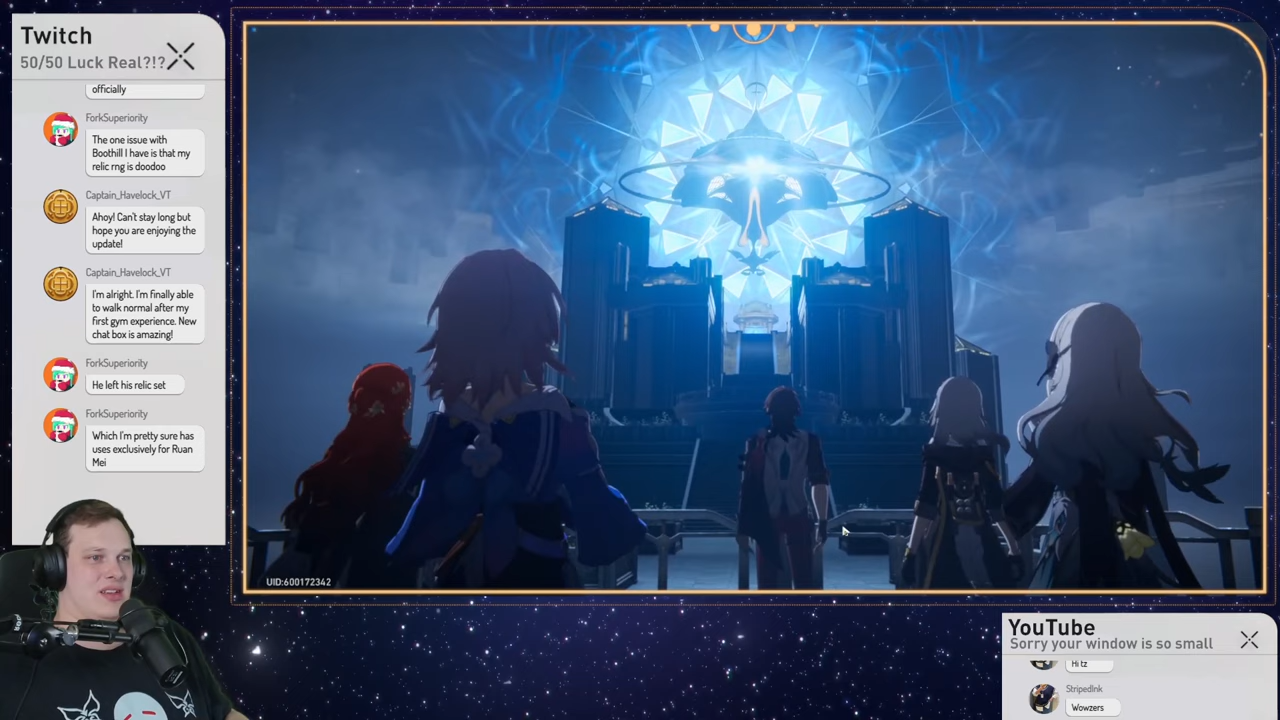 Twitch
50/50 Luck Real?!?
officially
ForkSuperiority
The one issue with
Boothill I have is that my
relic rng is doodoo
Captain_Havelock_VT
Ahoy! Can't stay long but
hope you are enjoying the
update!
Captain_Havelock_VT
I'm alright. I'm finally able
to walk normal after my
first gym experience. New
chat box is amazing!
ForkSuperiority
He left his relic set
ForkSuperiority
Which I'm pretty sure has
uses exclusively for Ruan
Mei
UID:600172342
YouTube
Sorry your window is so small
Hi tz
StripedInk
Wowzers